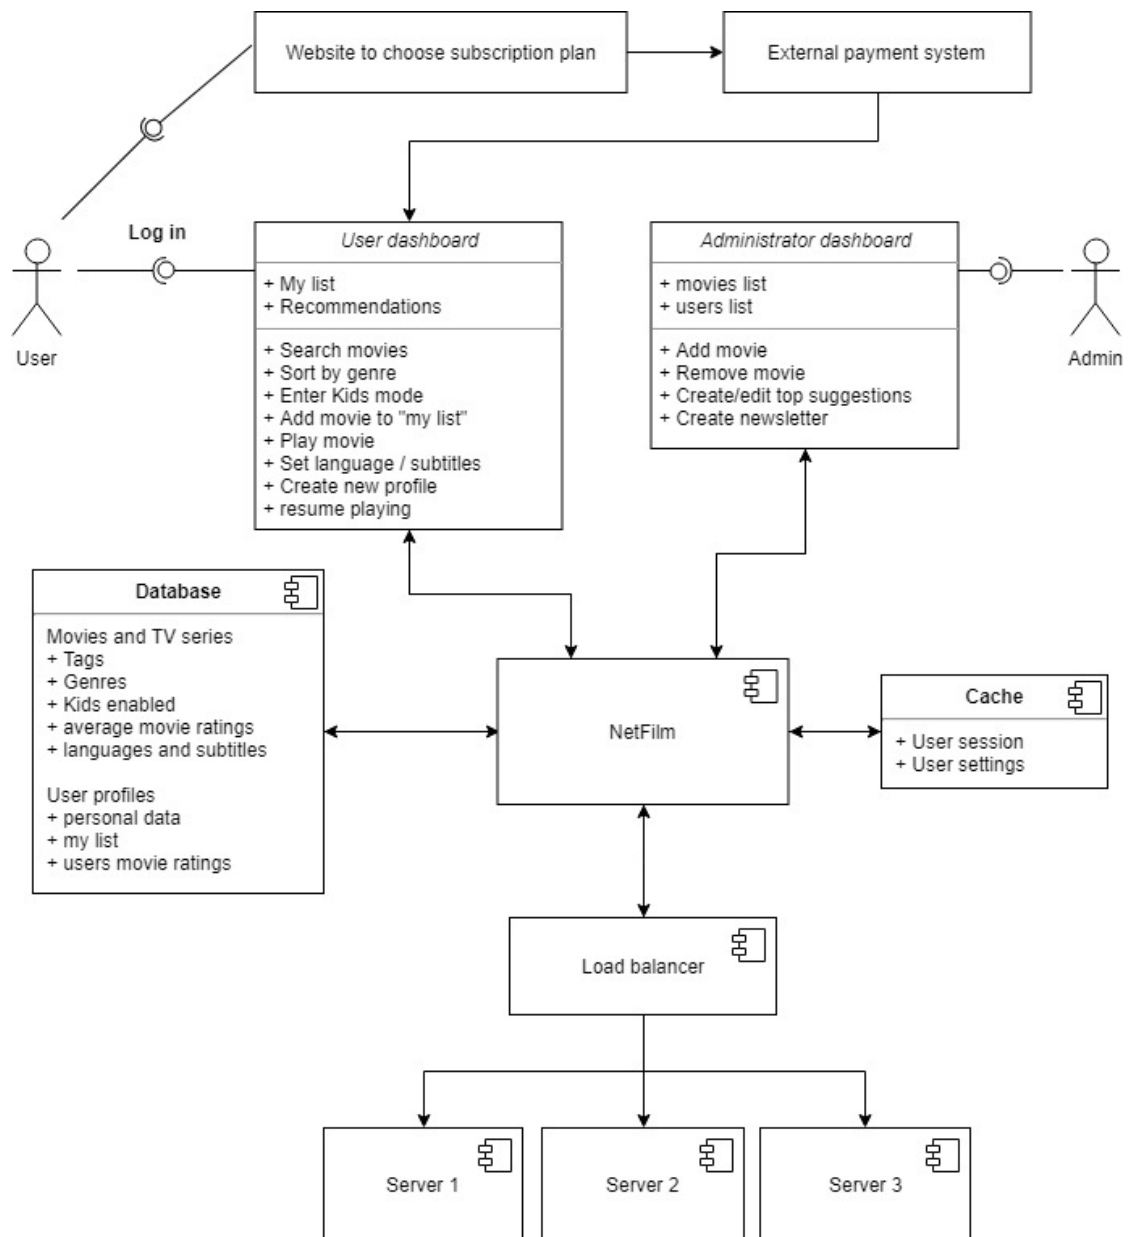 Website to choose subscription plan
External payment system
Log in
User
User dashboard
+ My list
+ Recommendations
+ Search movies
+ Sort by genre
+ Enter Kids mode
+ Add movie to "my list"
+ Play movie
+ Set language / subtitles
+ Create new profile
+ resume playing
Administrator dashboard
+ movies list
+ users list
+ Add movie
+ Remove movie
+ Create/edit top suggestions
+ Create newsletter
Admin
Database
Movies and TV series
+ Tags
+ Genres
+ Kids enabled
+ average movie ratings
+ languages and subtitles
User profiles
+ personal data
+ my list
+ users movie ratings
NetFilm
Cache
+ User session
+ User settings
Load balancer
Server 1
Server 2
Server 3